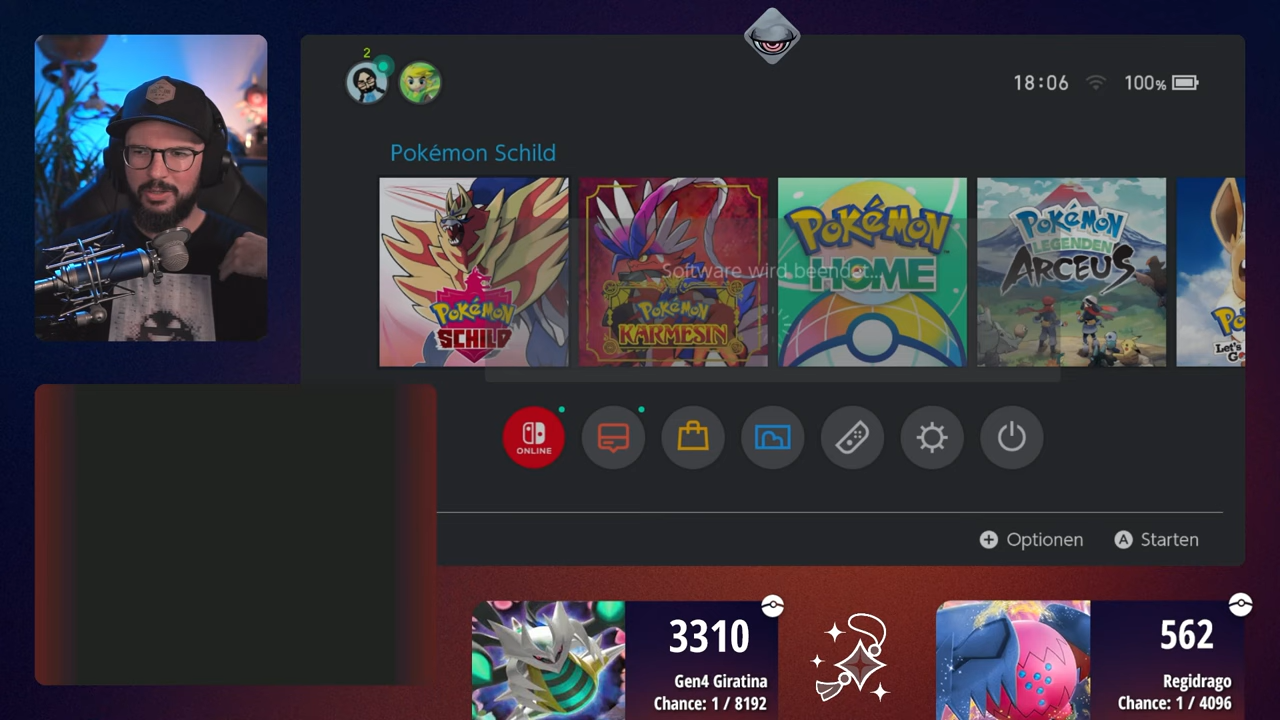 2
18:06
100%
Pokémon Schild
POKÉMON
SCHILD
POKÉMON
KARMESIN
Software wird beendet...
POKÉMON
HOME
POKÉMON
LEGENDEN
ARCEUS
Let's
ONLINE
Optionen
A Starten
3310
Gen4 Giratina
Chance: 1 / 8192
562
Regidrago
Chance: 1 / 4096